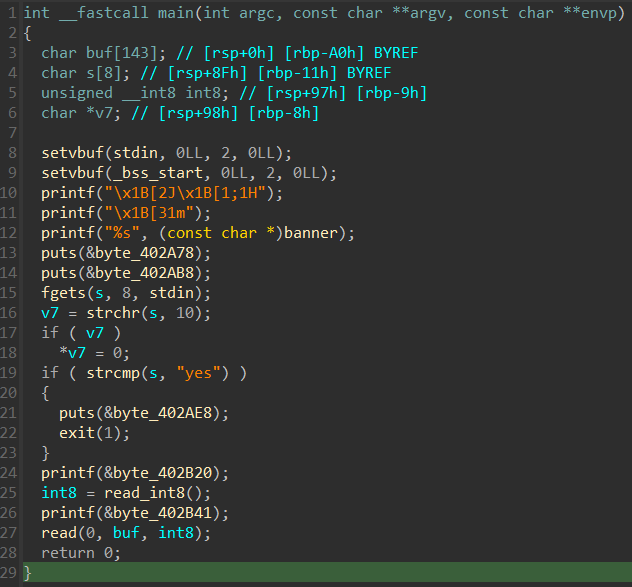 1 int __fastcall main(int argc, const char **argv, const char **envp)
2 {
3   char buf[143]; // [rsp+0h] [rbp-A0h] BYREF
4   char s[8]; // [rsp+8Fh] [rbp-11h] BYREF
5   unsigned __int8 int8; // [rsp+97h] [rbp-9h]
6   char *v7; // [rsp+98h] [rbp-8h]
7
8   setvbuf(stdin, 0LL, 2, 0LL);
9   setvbuf(_bss_start, 0LL, 2, 0LL);
10   printf("\x1B[2J\x1B[1;1H");
11   printf("\x1B[31m");
12   printf("%s", (const char *)banner);
13   puts(&byte_402A78);
14   puts(&byte_402AB8);
15   fgets(s, 8, stdin);
16   v7 = strchr(s, 10);
17   if ( v7 )
18     *v7 = 0;
19   if ( strcmp(s, "yes") )
20   {
21     puts(&byte_402AE8);
22     exit(1);
23   }
24   printf(&byte_402B20);
25   int8 = read_int8();
26   printf(&byte_402B41);
27   read(0, buf, int8);
28   return 0;
29 }